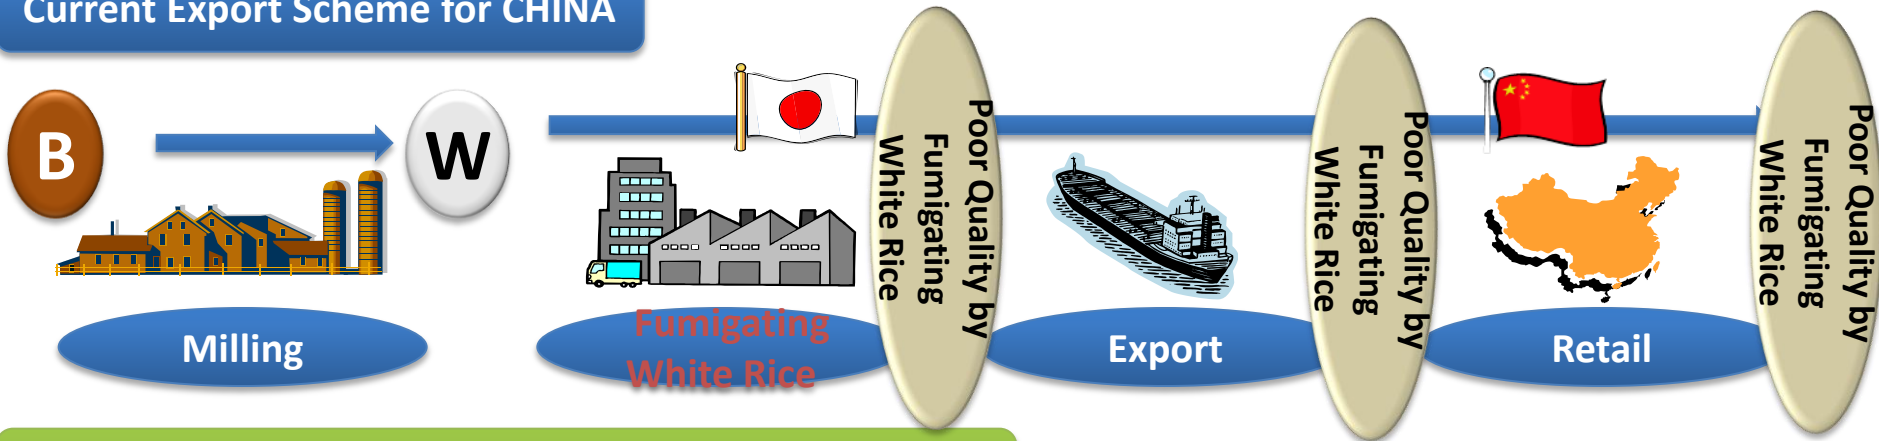 Current Export Scheme for CHINA
B
W
Poor Quality by
Fumigating
White Rice
Poor Quality by
Fumigating
White Rice
Poor Quality by
Fumigating
White Rice
Milling
Fumigating
White Rice
Export
Retail